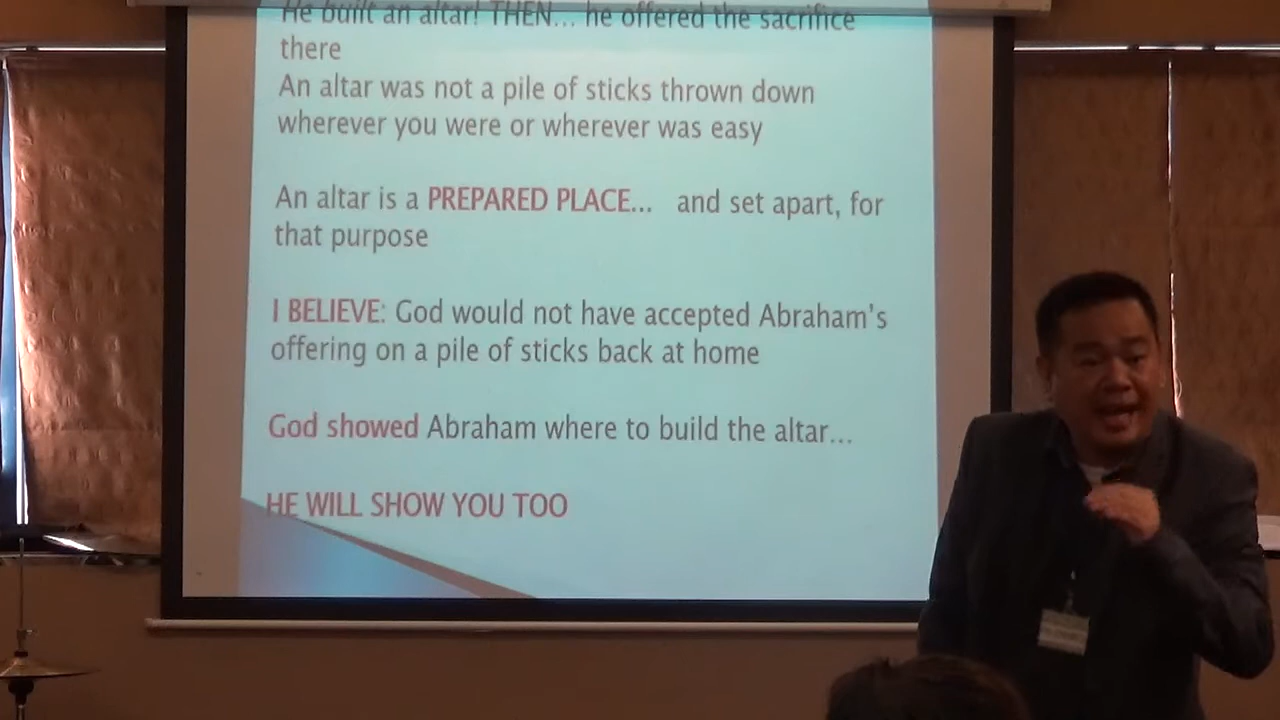 He built an altar! THEN... he offered the sacrifice
there
An altar was not a pile of sticks thrown down
wherever you were or wherever was easy
An altar is a PREPARED PLACE... and set apart, for
that purpose
I BELIEVE: God would not have accepted Abraham's
offering on a pile of sticks back at home
God showed Abraham where to build the altar...
HE WILL SHOW YOU TOO